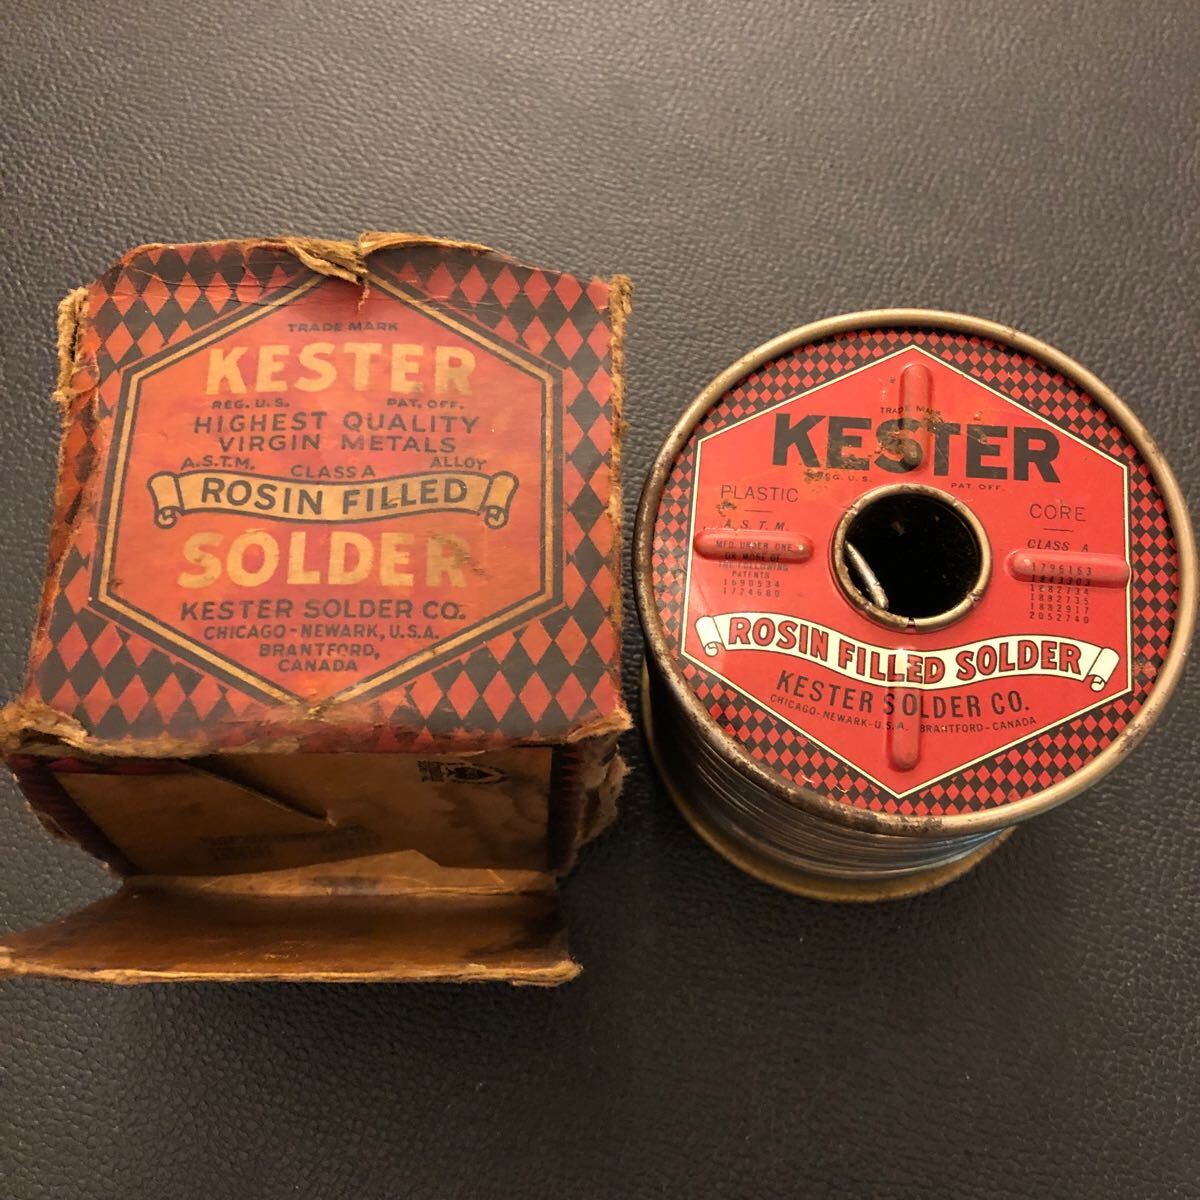 TRADE MARK
KESTER
REG. U.S. PAT. OFF.
HIGHEST QUALITY
VIRGIN METALS
A.S.T.M. CLASS A ALLOY
ROSIN FILLED
SOLDER
KESTER SOLDER CO.
CHICAGO - NEWARK, U.S.A.
BRANTFORD,
CANADA
TRADE MARK
KESTER
REG. U.S. PAT. OFF.
PLASTIC CORE
A.S.T.M. CLASS A
MFD. UNDER ONE
OR MORE OF
THE FOLLOWING
PATENTS
1690534
1724680
1796163
1843303
1882734
1882735
1882917
2052740
ROSIN FILLED SOLDER
KESTER SOLDER CO.
CHICAGO-NEWARK-U.S.A. BRANTFORD-CANADA